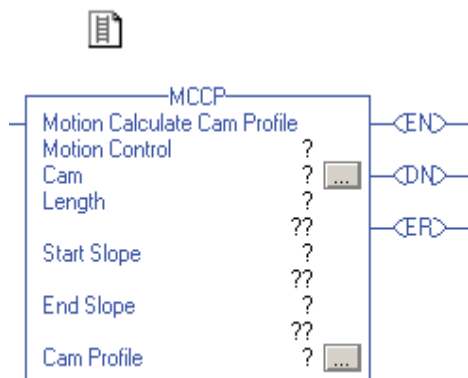 MCCP
Motion Calculate Cam Profile
Motion Control ?
Cam ? ...
Length ?
??
Start Slope ?
??
End Slope ?
??
Cam Profile ? ...
EN
DN
ER